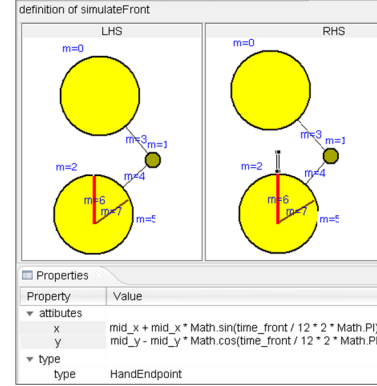 definition of simulateFront
LHS
RHS
m=0
m=0
m=3
m=1
m=3
m=1
m=2
m=4
m=2
m=4
m=6
m=7
m=5
m=6
m=7
m=5
Properties
Property Value
attibutes
x mid_x + mid_x * Math.sin(time_front / 12 * 2 * Math.PI)
y mid_y - mid_y * Math.cos(time_front / 12 * 2 * Math.PI
type
type HandEndpoint